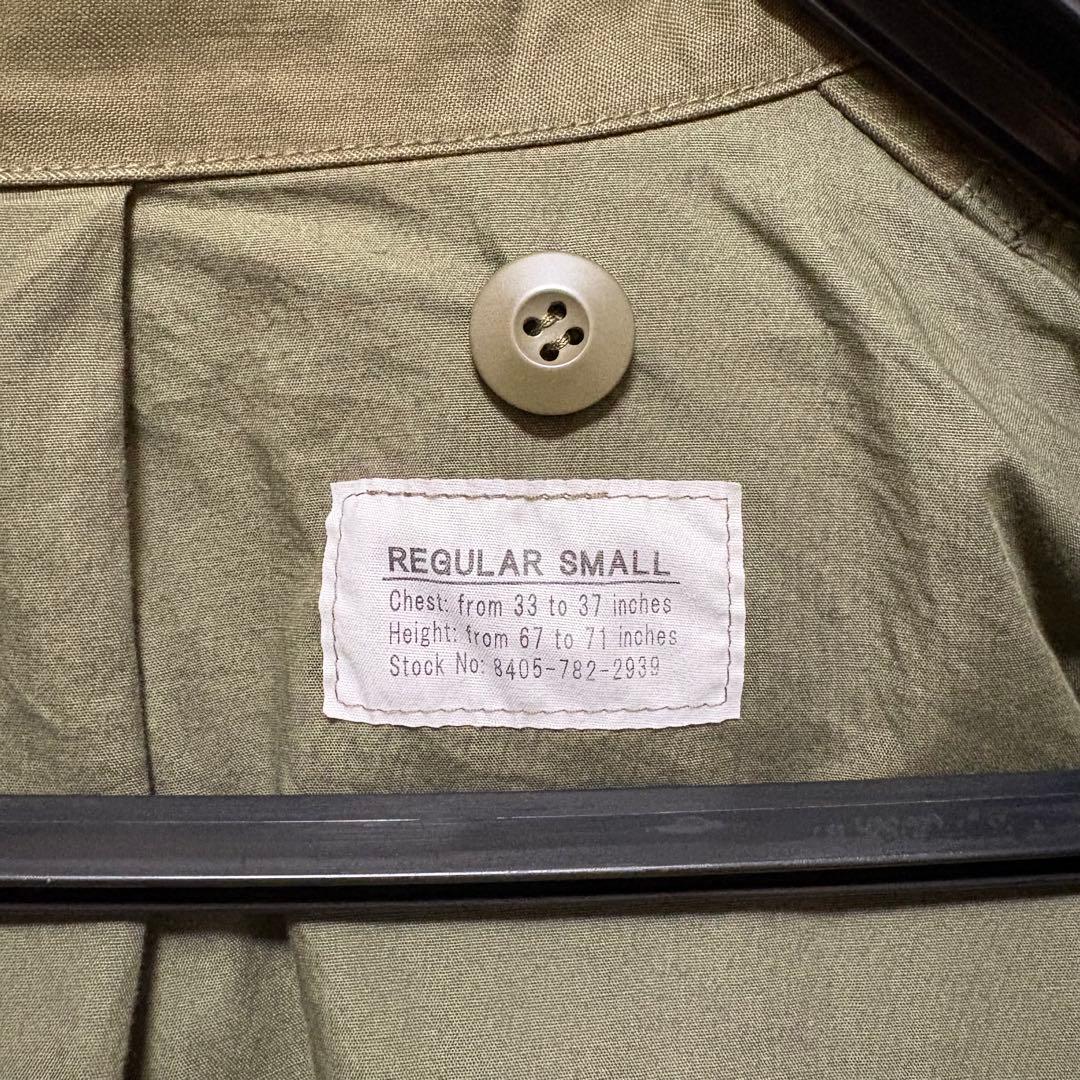 REGULAR SMALL
Chest: from 33 to 37 inches
Height: from 67 to 71 inches
Stock No: 8405-782-2939